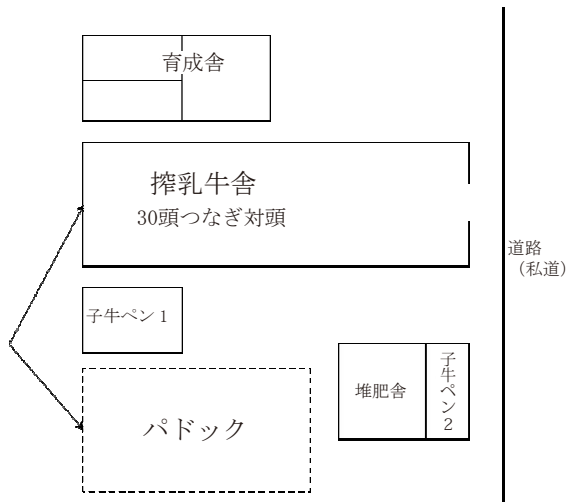 育成舎
搾乳牛舎
30頭つなぎ対頭
道路
（私道）
子牛ペン 1
堆肥舎
子牛ペン２
パドック